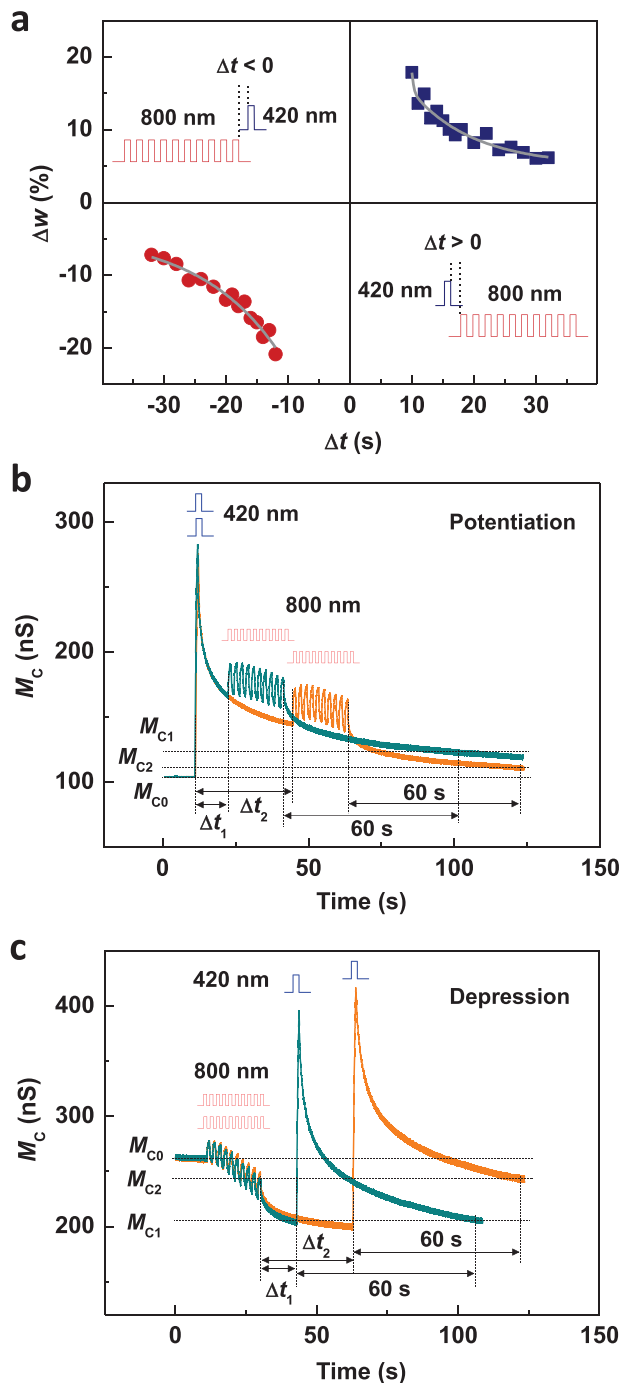 a
20
10
0
-10
-20
Δw (%)
Δt < 0
800 nm
420 nm
Δt > 0
420 nm
800 nm
-30 -20 -10 0 10 20 30
Δt (s)
b
300
200
100
M_C (nS)
420 nm
Potentiation
800 nm
M_C1
M_C2
M_C0
Δt_1
Δt_2
60 s
60 s
0 50 100 150
Time (s)
c
400
300
200
M_C (nS)
420 nm
Depression
800 nm
M_C0
M_C2
M_C1
Δt_2
Δt_1
60 s
60 s
0 50 100 150
Time (s)